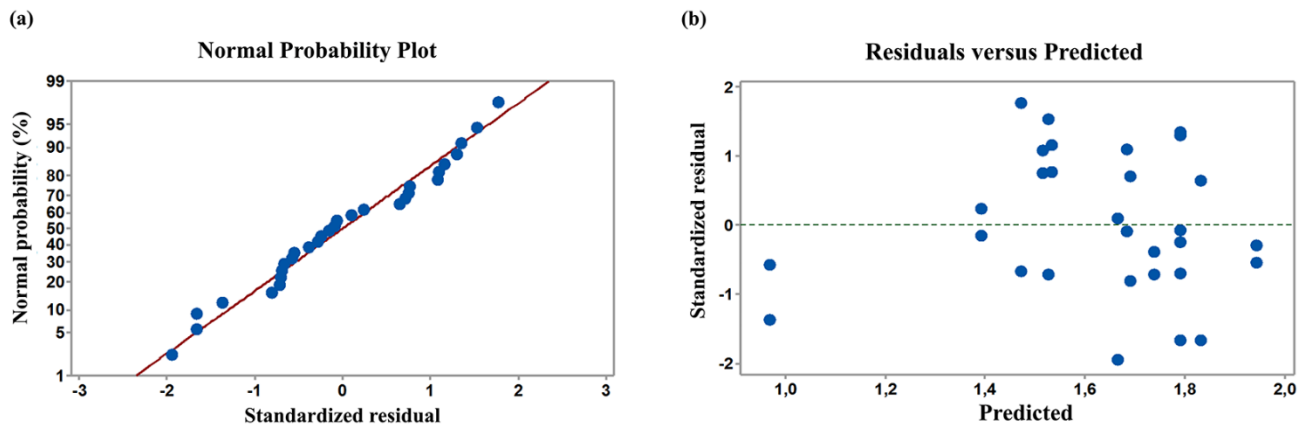 (a)
Normal Probability Plot
Normal probability (%)
99
95
90
80
70
60
50
40
30
20
10
5
1
-3 -2 -1 0 1 2 3
Standardized residual
(b)
Residuals versus Predicted
Standardized residual
2
1
0
-1
-2
1,0 1,2 1,4 1,6 1,8 2,0
Predicted